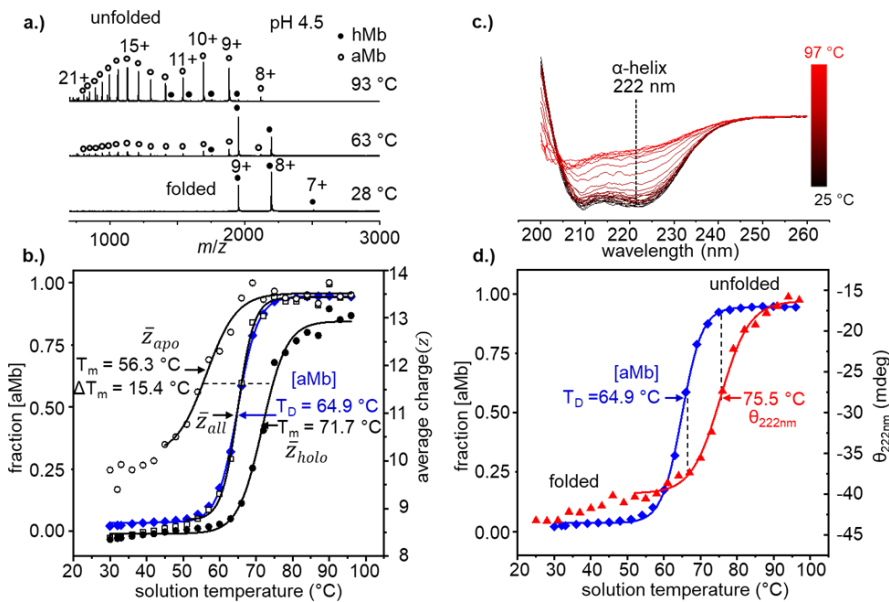 a.)
unfolded
pH 4.5
● hMb
○ aMb
21+
15+
11+
10+
9+
8+
93 °C
63 °C
folded
9+
8+
7+
28 °C
1000
2000
3000
m/z
b.)
1.00
0.75
0.50
0.25
0.00
fraction [aMb]
14
13
12
11
10
9
8
average charge(z)
z̄apo
Tm = 56.3 °C
ΔTm = 15.4 °C
[aMb]
TD = 64.9 °C
z̄all
Tm = 71.7 °C
z̄holo
20 30 40 50 60 70 80 90 100
solution temperature (°C)
c.)
α-helix
222 nm
97 °C
25 °C
200 210 220 230 240 250 260
wavelength (nm)
d.)
unfolded
1.00
0.75
0.50
0.25
0.00
fraction [aMb]
-15
-20
-25
-30
-35
-40
-45
θ222nm (mdeg)
[aMb]
TD =64.9 °C
75.5 °C
θ222nm
folded
20 30 40 50 60 70 80 90 100
solution temperature (°C)